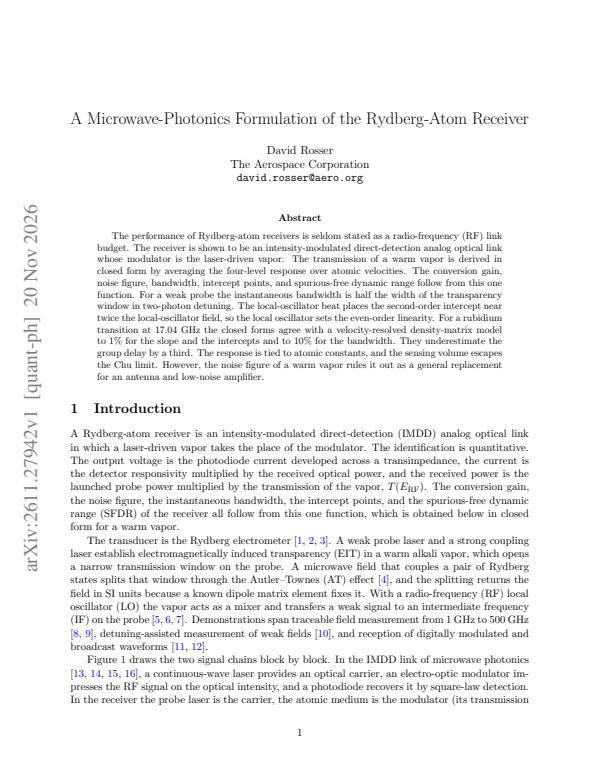 A Microwave-Photonics Formulation of the Rydberg-Atom Receiver
David Rosser
The Aerospace Corporation
david.rosser@aero.org
Abstract
The performance of Rydberg-atom receivers is seldom stated as a radio-frequency (RF) link
budget. The receiver is shown to be an intensity-modulated direct-detection analog optical link
whose modulator is the laser-driven vapor. The transmission of a warm vapor is derived in
closed form by averaging the four-level response over atomic velocities. The conversion gain,
noise figure, bandwidth, intercept points, and spurious-free dynamic range follow from this one
function. For a weak probe the instantaneous bandwidth is half the width of the transparency
window in two-photon detuning. The local-oscillator beat places the second-order intercept near
twice the local-oscillator field, so the local oscillator sets the even-order linearity. For a rubidium
transition at 17.04 GHz the closed forms agree with a velocity-resolved density-matrix model
to 1% for the slope and the intercepts and to 10% for the bandwidth. They underestimate the
group delay by a third. The response is tied to atomic constants, and the sensing volume escapes
the Chu limit. However, the noise figure of a warm vapor rules it out as a general replacement
for an antenna and low-noise amplifier.
1 Introduction
A Rydberg-atom receiver is an intensity-modulated direct-detection (IMDD) analog optical link
in which a laser-driven vapor takes the place of the modulator. The identification is quantitative.
The output voltage is the photodiode current developed across a transimpedance, the current is
the detector responsivity multiplied by the received optical power, and the received power is the
launched probe power multiplied by the transmission of the vapor, T(E_RF). The conversion gain,
the noise figure, the instantaneous bandwidth, the intercept points, and the spurious-free dynamic
range (SFDR) of the receiver all follow from this one function, which is obtained below in closed
form for a warm vapor.
The transducer is the Rydberg electrometer [1, 2, 3]. A weak probe laser and a strong coupling
laser establish electromagnetically induced transparency (EIT) in a warm alkali vapor, which opens
a narrow transmission window on the probe. A microwave field that couples a pair of Rydberg
states splits that window through the Autler–Townes (AT) effect [4], and the splitting returns the
field in SI units because a known dipole matrix element fixes it. With a radio-frequency (RF) local
oscillator (LO) the vapor acts as a mixer and transfers a weak signal to an intermediate frequency
(IF) on the probe [5, 6, 7]. Demonstrations span traceable field measurement from 1 GHz to 500 GHz
[8, 9], detuning-assisted measurement of weak fields [10], and reception of digitally modulated and
broadcast waveforms [11, 12].
Figure 1 draws the two signal chains block by block. In the IMDD link of microwave photonics
[13, 14, 15, 16], a continuous-wave laser provides an optical carrier, an electro-optic modulator im-
presses the RF signal on the optical intensity, and a photodiode recovers it by square-law detection.
In the receiver the probe laser is the carrier, the atomic medium is the modulator (its transmission
1
arXiv:2611.27942v1 [quant-ph] 20 Nov 2026